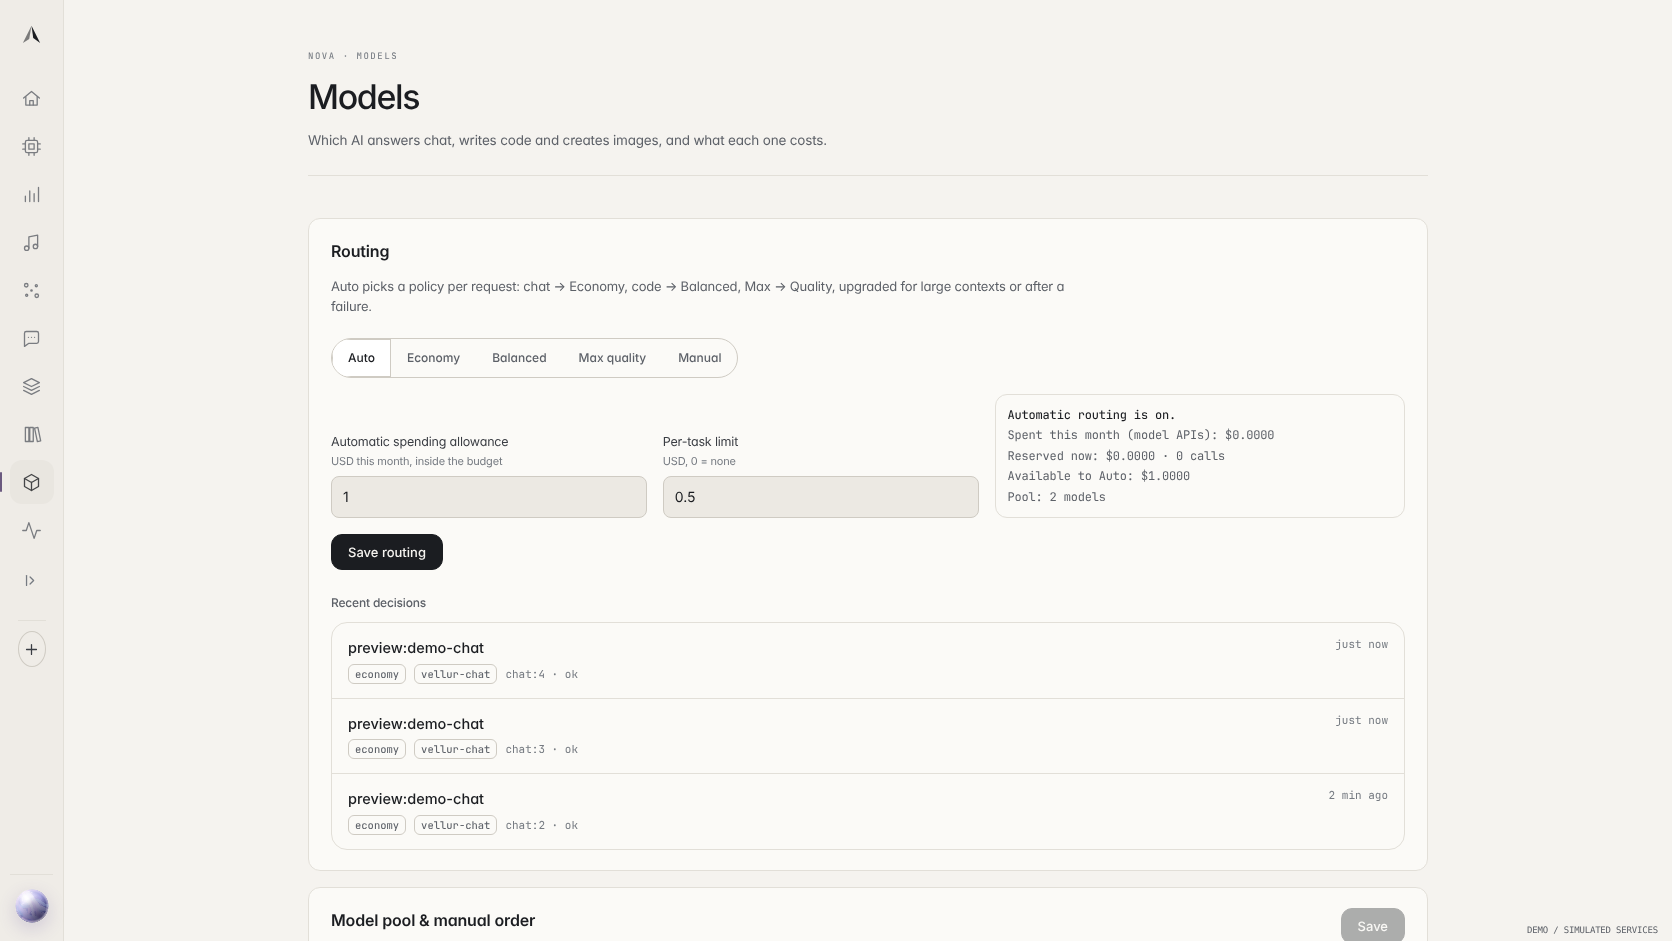 NOVA · MODELS
Models
Which AI answers chat, writes code and creates images, and what each one costs.
Routing
Auto picks a policy per request: chat → Economy, code → Balanced, Max → Quality, upgraded for large contexts or after a
failure.
Auto Economy Balanced Max quality Manual
Automatic spending allowance
USD this month, inside the budget
1
Per-task limit
USD, 0 = none
0.5
Automatic routing is on.
Spent this month (model APIs): $0.0000
Reserved now: $0.0000 · 0 calls
Available to Auto: $1.0000
Pool: 2 models
Save routing
Recent decisions
preview:demo-chat just now
economy vellur-chat chat:4 · ok
preview:demo-chat just now
economy vellur-chat chat:3 · ok
preview:demo-chat 2 min ago
economy vellur-chat chat:2 · ok
Model pool & manual order Save
DEMO / SIMULATED SERVICES